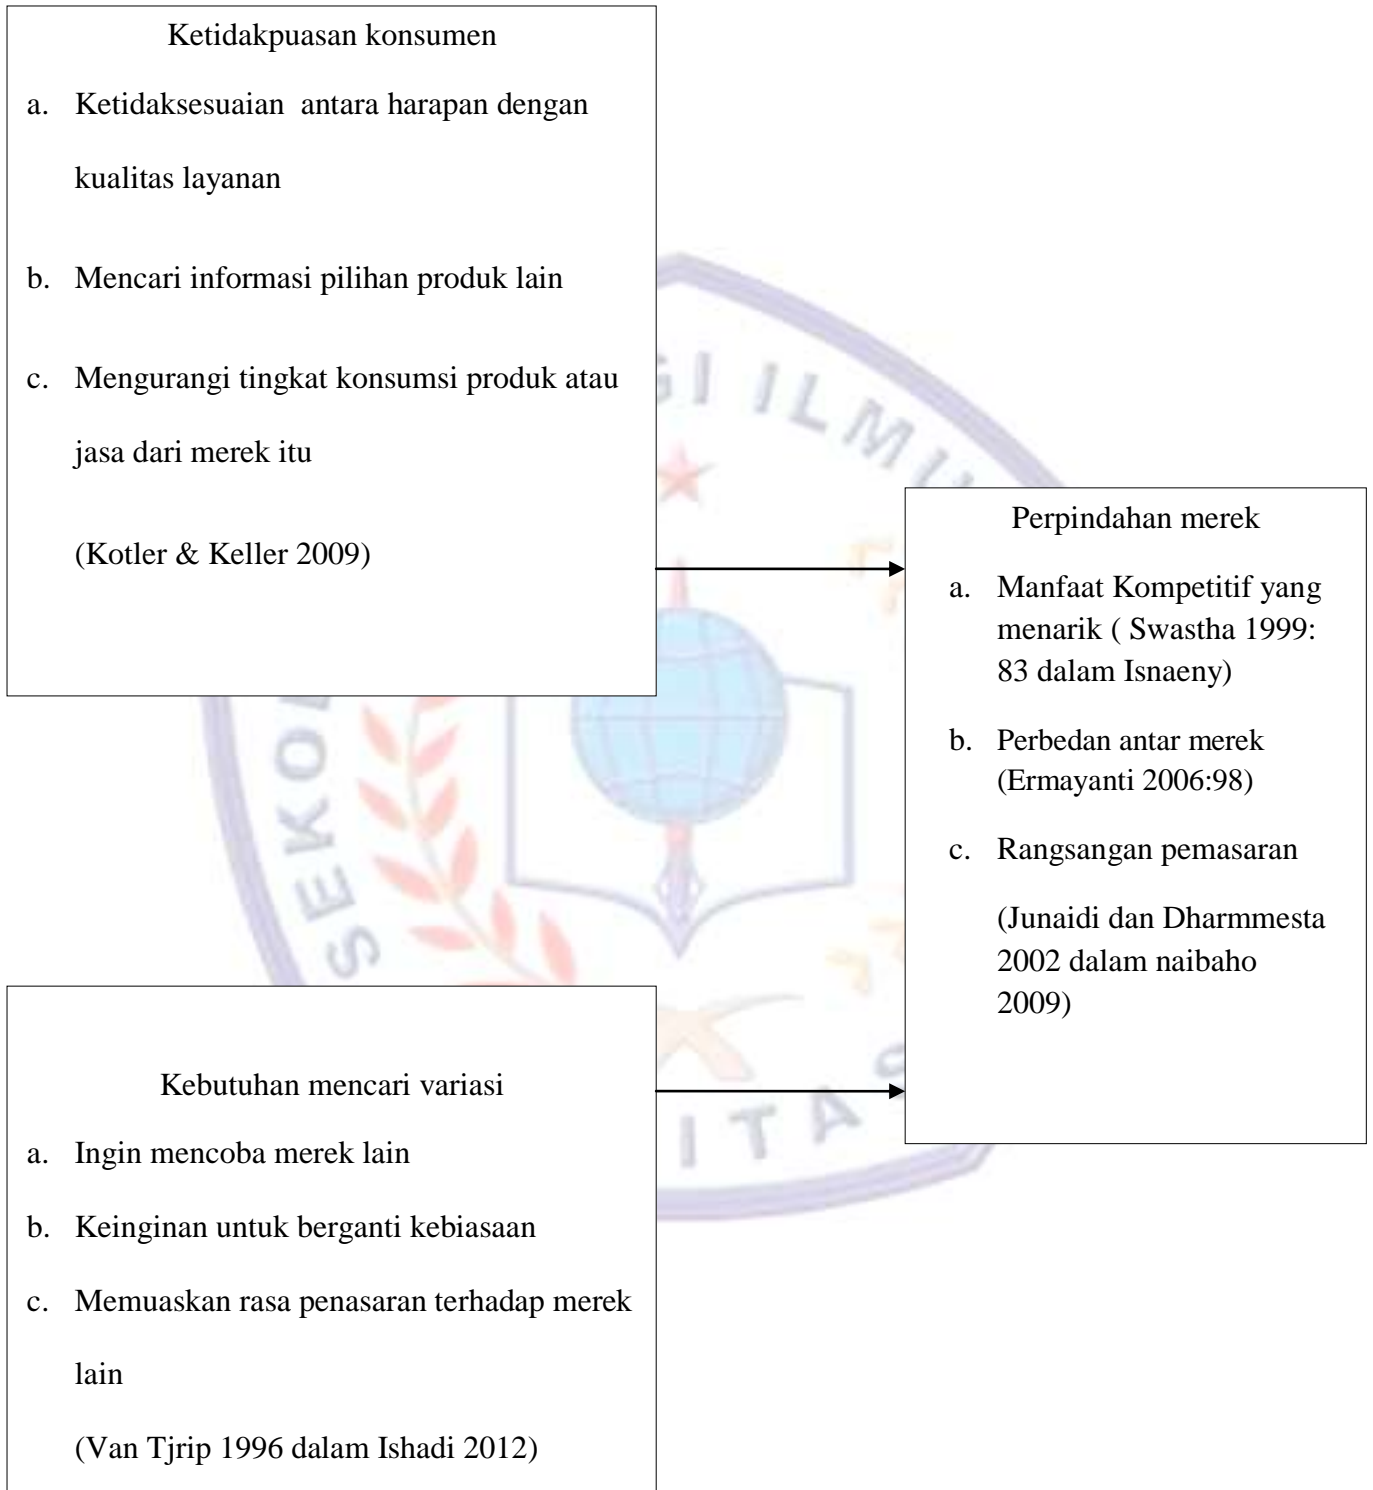 Ketidakpuasan konsumen
a. Ketidaksesuaian antara harapan dengan
kualitas layanan
b. Mencari informasi pilihan produk lain
c. Mengurangi tingkat konsumsi produk atau
jasa dari merek itu
(Kotler & Keller 2009)
Perpindahan merek
a. Manfaat Kompetitif yang
menarik ( Swastha 1999:
83 dalam Isnaeny)
b. Perbedan antar merek
(Ermayanti 2006:98)
c. Rangsangan pemasaran
(Junaidi dan Dharmmesta
2002 dalam naibaho
2009)
Kebutuhan mencari variasi
a. Ingin mencoba merek lain
b. Keinginan untuk berganti kebiasaan
c. Memuaskan rasa penasaran terhadap merek
lain
(Van Tjrip 1996 dalam Ishadi 2012)